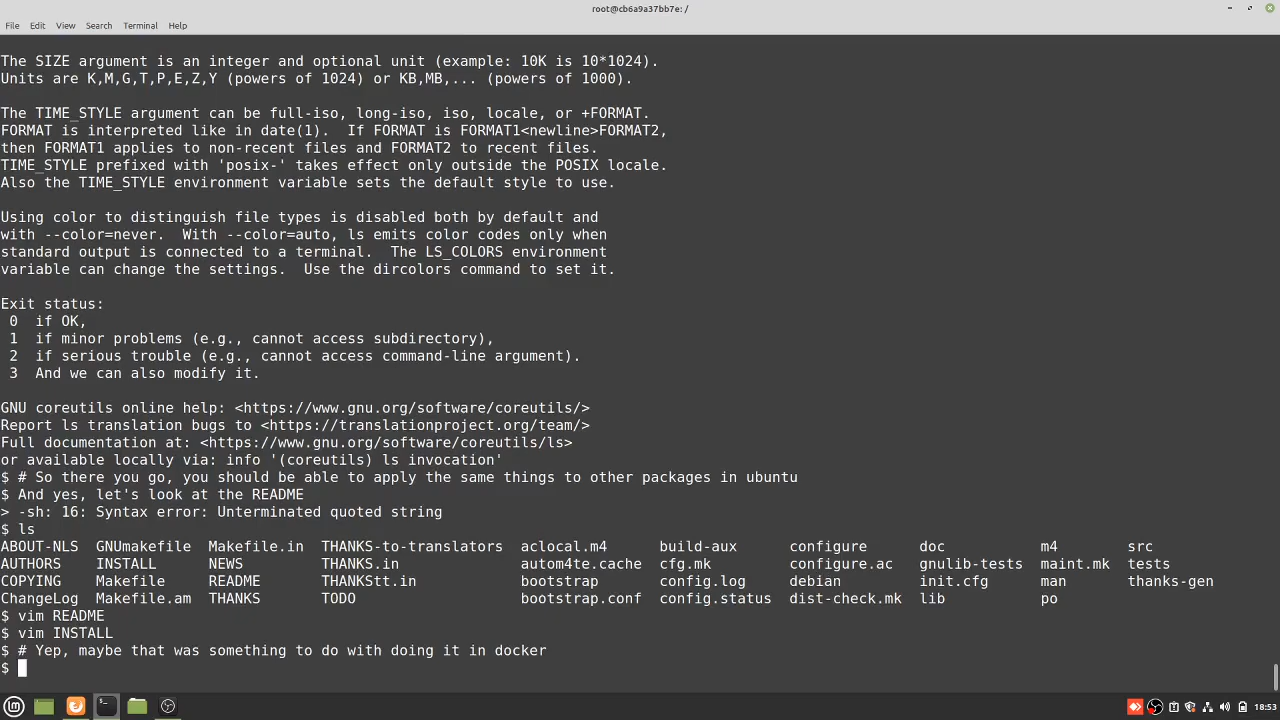 root@cb6a9a37bb7e: /
File Edit View Search Terminal Help
The SIZE argument is an integer and optional unit (example: 10K is 10*1024).
Units are K,M,G,T,P,E,Z,Y (powers of 1024) or KB,MB,... (powers of 1000).
The TIME_STYLE argument can be full-iso, long-iso, iso, locale, or +FORMAT.
FORMAT is interpreted like in date(1).  If FORMAT is FORMAT1<newline>FORMAT2,
then FORMAT1 applies to non-recent files and FORMAT2 to recent files.
TIME_STYLE prefixed with 'posix-' takes effect only outside the POSIX locale.
Also the TIME_STYLE environment variable sets the default style to use.
Using color to distinguish file types is disabled both by default and
with --color=never.  With --color=auto, ls emits color codes only when
standard output is connected to a terminal.  The LS_COLORS environment
variable can change the settings.  Use the dircolors command to set it.
Exit status:
0  if OK,
1  if minor problems (e.g., cannot access subdirectory),
2  if serious trouble (e.g., cannot access command-line argument).
3  And we can also modify it.
GNU coreutils online help: <https://www.gnu.org/software/coreutils/>
Report ls translation bugs to <https://translationproject.org/team/>
Full documentation at: <https://www.gnu.org/software/coreutils/ls>
or available locally via: info '(coreutils) ls invocation'
$ # So there you go, you should be able to apply the same things to other packages in ubuntu
$ And yes, let's look at the README
> -sh: 16: Syntax error: Unterminated quoted string
$ ls
ABOUT-NLS  GNUmakefile  Makefile.in  THANKS-to-translators  aclocal.m4  build-aux  configure  doc  m4  src
AUTHORS  INSTALL  NEWS  THANKS.in  autom4te.cache  cfg.mk  configure.ac  gnulib-tests  maint.mk  tests
COPYING  Makefile  README  THANKStt.in  bootstrap  config.log  debian  init.cfg  man  thanks-gen
ChangeLog  Makefile.am  THANKS  TODO  bootstrap.conf  config.status  dist-check.mk  lib  po
$ vim README
$ vim INSTALL
$ # Yep, maybe that was something to do with doing it in docker
$
18:53